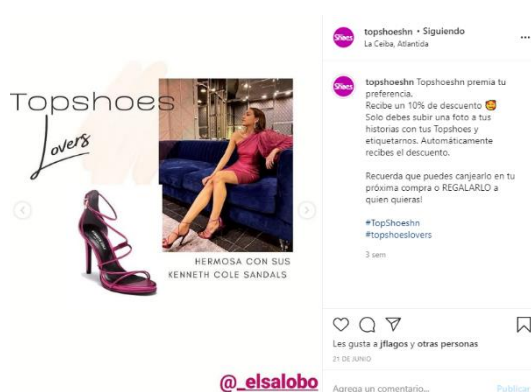 Topshoes
Lovers
HERMOSA CON SUS
KENNETH COLE SANDALS
@_elsalobo
Shoes
topshoeshn • Siguiendo
La Ceiba, Atlantida
Shoes
topshoeshn Topshoeshn premia tu
preferencia.
Recibe un 10% de descuento 🥰
Solo debes subir una foto a tus
historias con tus Topshoes y
etiquetarnos. Automáticamente
recibes el descuento.
Recuerda que puedes canjearlo en tu
próxima compra o REGALARLO a
quien quieras!
#TopShoeshn
#topshoeslovers
3 sem
Les gusta a jflagos y otras personas
21 DE JUNIO
Agrega un comentario...
Publicar